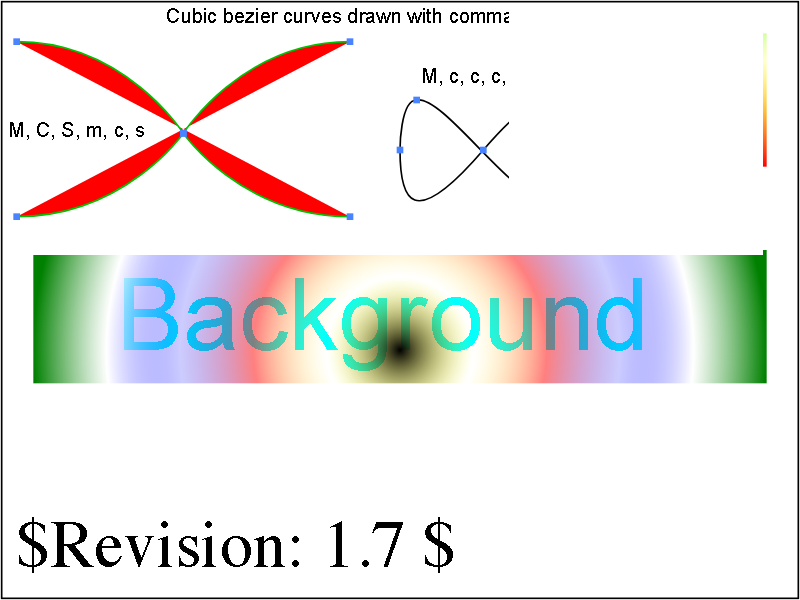 Cubic bezier curves drawn with comma
M, c, c, c,
M, C, S, m, c, s
Background
$Revision: 1.7 $